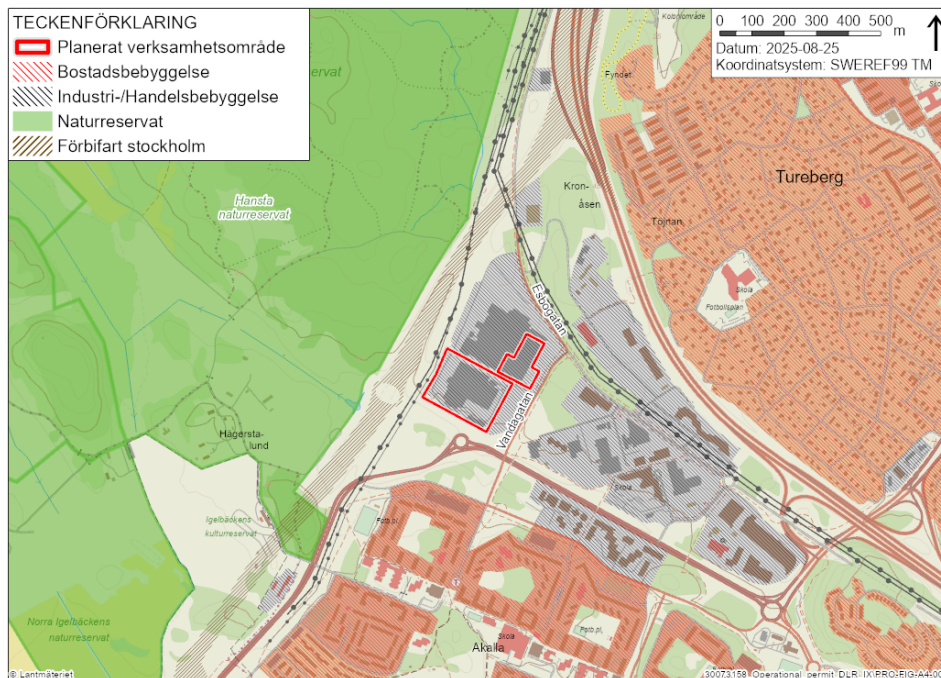 TECKENFÖRKLARING
Planerat verksamhetsområde
Bostadsbebyggelse
Industri-/Handelsbebyggelse
Naturreservat
Förbifart stockholm
0 100 200 300 400 500
m
Datum: 2025-08-25
Koordinatsystem: SWEREF99 TM
Fyndet
Tureberg
Kron-
åsen
Töjnan
Hansta
naturreservat
Skola
Fotbollsplan
Esbogatan
Vandagatan
Hägersta-
lund
Skola
Fotb.pl.
Igelbäckens
kulturreservat
T
Norra Igelbäckens
naturreservat
Skola
Fotb.pl.
Akalla
© Lantmäteriet